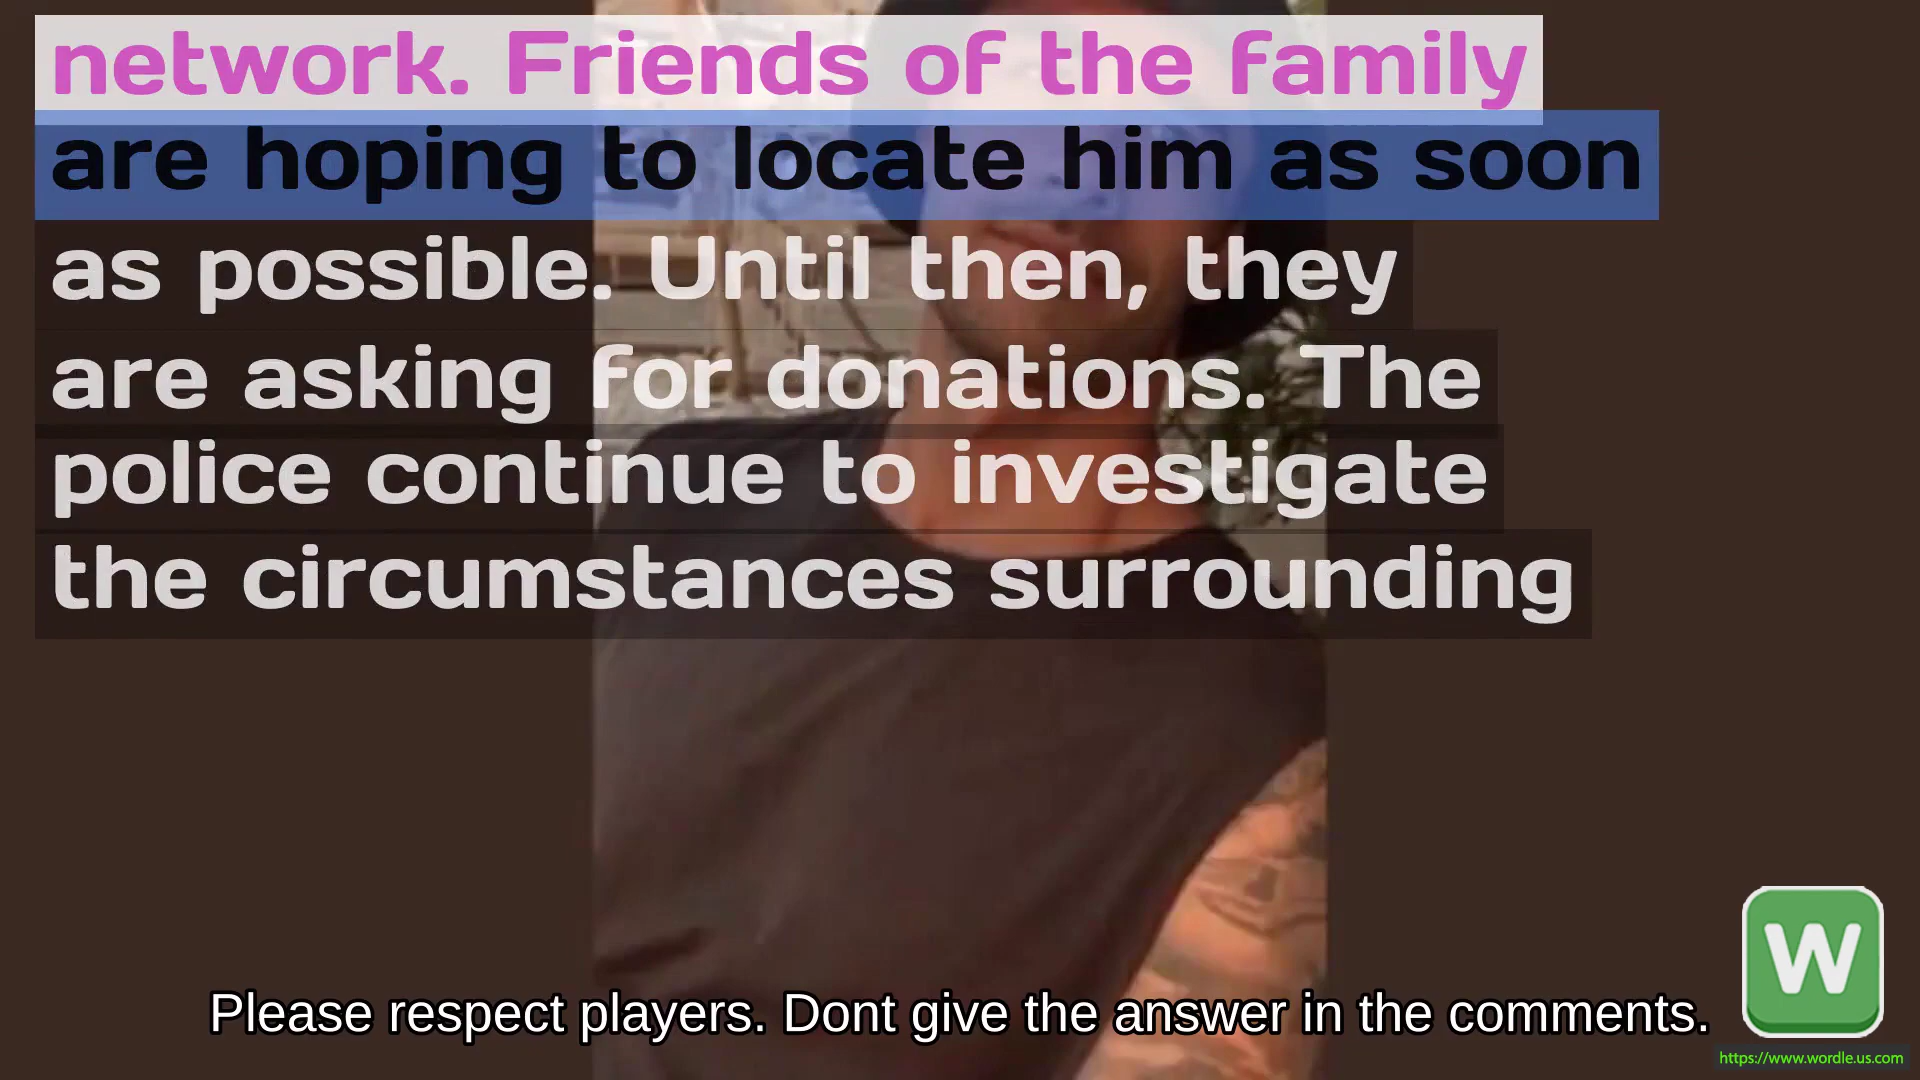 network. Friends of the family
are hoping to locate him as soon
as possible. Until then, they
are asking for donations. The
police continue to investigate
the circumstances surrounding
Please respect players. Dont give the answer in the comments.
W
https://www.wordle.us.com